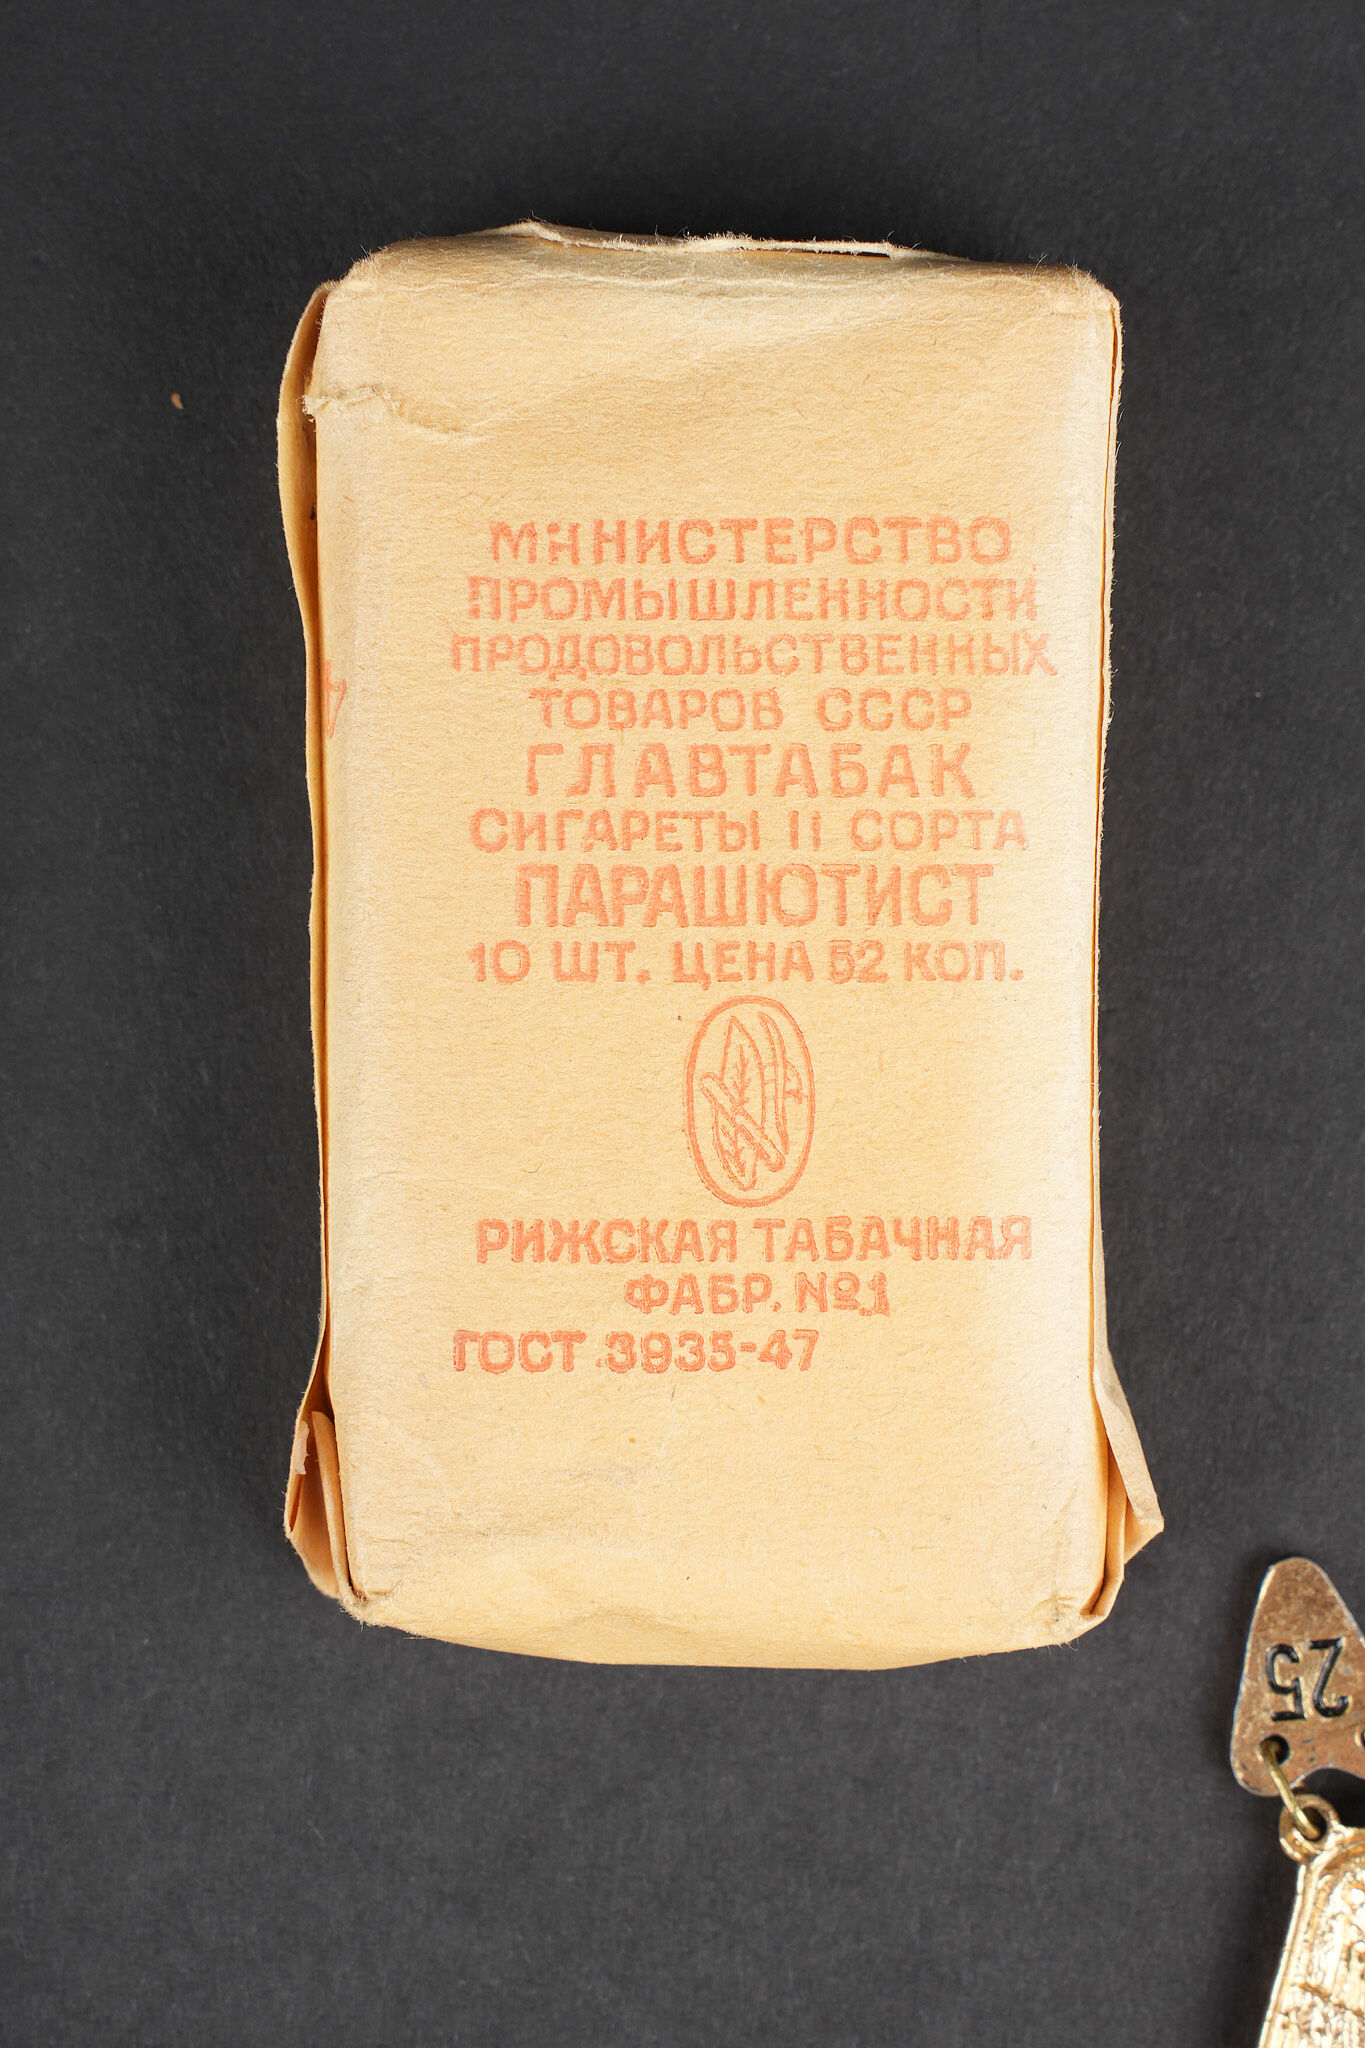 МИНИСТЕРСТВО
ПРОМЫШЛЕННОСТИ
ПРОДОВОЛЬСТВЕННЫХ
ТОВАРОВ СССР
ГЛАВТАБАК
СИГАРЕТЫ II СОРТА
ПАРАШЮТИСТ
10 ШТ. ЦЕНА 52 КОП.
РИЖСКАЯ ТАБАЧНАЯ
ФАБР. №1
ГОСТ 3935-47
25